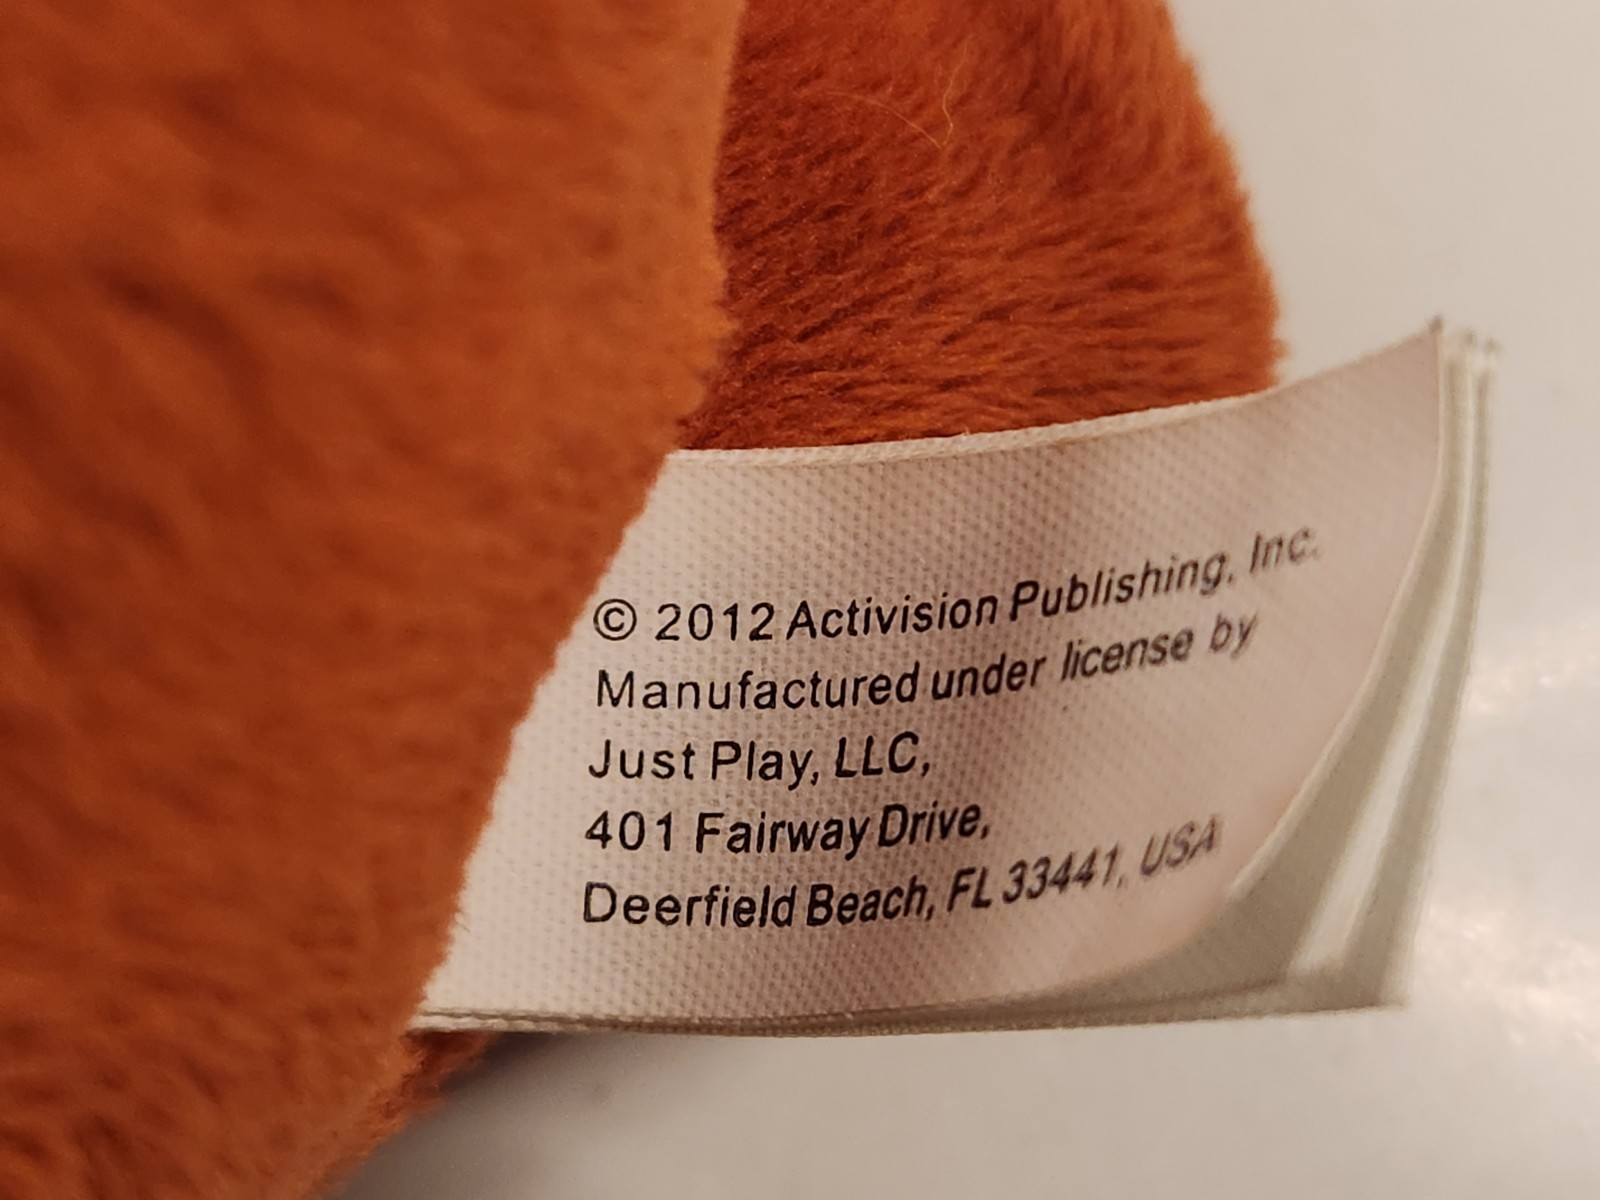 © 2012 Activision Publishing, Inc.
Manufactured under license by
Just Play, LLC,
401 Fairway Drive,
Deerfield Beach, FL 33441, USA